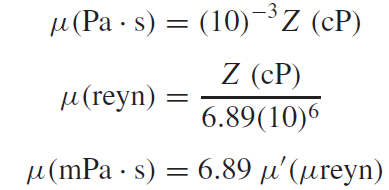 μ(Pa · s) = (10)⁻³ Z (cP)
μ(reyn) = Z (cP) / 6.89(10)⁶
μ(mPa · s) = 6.89 μ′(μreyn)